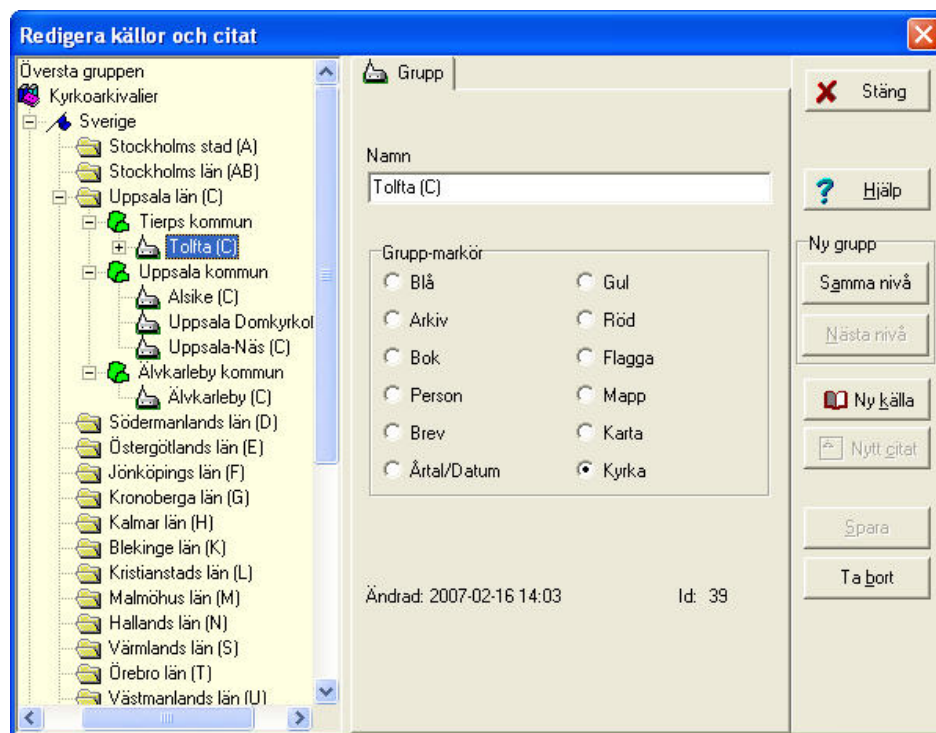 Redigera källor och citat
Översta gruppen
Kyrkoarkivalier
Sverige
Stockholms stad (A)
Stockholms län (AB)
Uppsala län (C)
Tierps kommun
Tolfta (C)
Uppsala kommun
Alsike (C)
Uppsala Domkyrkol
Uppsala-Näs (C)
Älvkarleby kommun
Älvkarleby (C)
Södermanlands län (D)
Östergötlands län (E)
Jönköpings län (F)
Kronoberga län (G)
Kalmar län (H)
Blekinge län (K)
Kristianstads län (L)
Malmöhus län (M)
Hallands län (N)
Värmlands län (S)
Örebro län (T)
Västmanlands län (U)
Grupp
Namn
Tolfta (C)
Grupp-markör
Blå
Gul
Arkiv
Röd
Bok
Flagga
Person
Mapp
Brev
Karta
Årtal/Datum
Kyrka
Ändrad: 2007-02-16 14:03
Id: 39
Stäng
Hjälp
Ny grupp
Samma nivå
Nästa nivå
Ny källa
Nytt citat
Spara
Ta bort